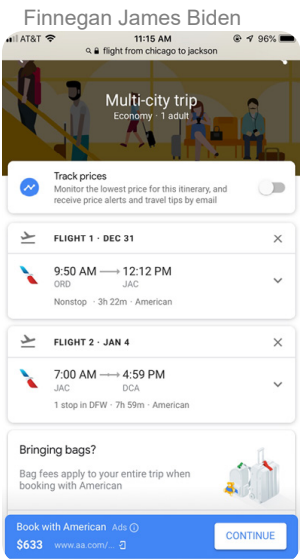 Finnegan James Biden
AT&T 11:15 AM 96%
flight from chicago to jackson
Multi-city trip
Economy · 1 adult
Track prices
Monitor the lowest price for this itinerary, and
receive price alerts and travel tips by email
FLIGHT 1 · DEC 31
9:50 AM → 12:12 PM
ORD JAC
Nonstop · 3h 22m · American
FLIGHT 2 · JAN 4
7:00 AM → 4:59 PM
JAC DCA
1 stop in DFW · 7h 59m · American
Bringing bags?
Bag fees apply to your entire trip when
booking with American
Book with American Ads
$633 www.aa.com/...
CONTINUE